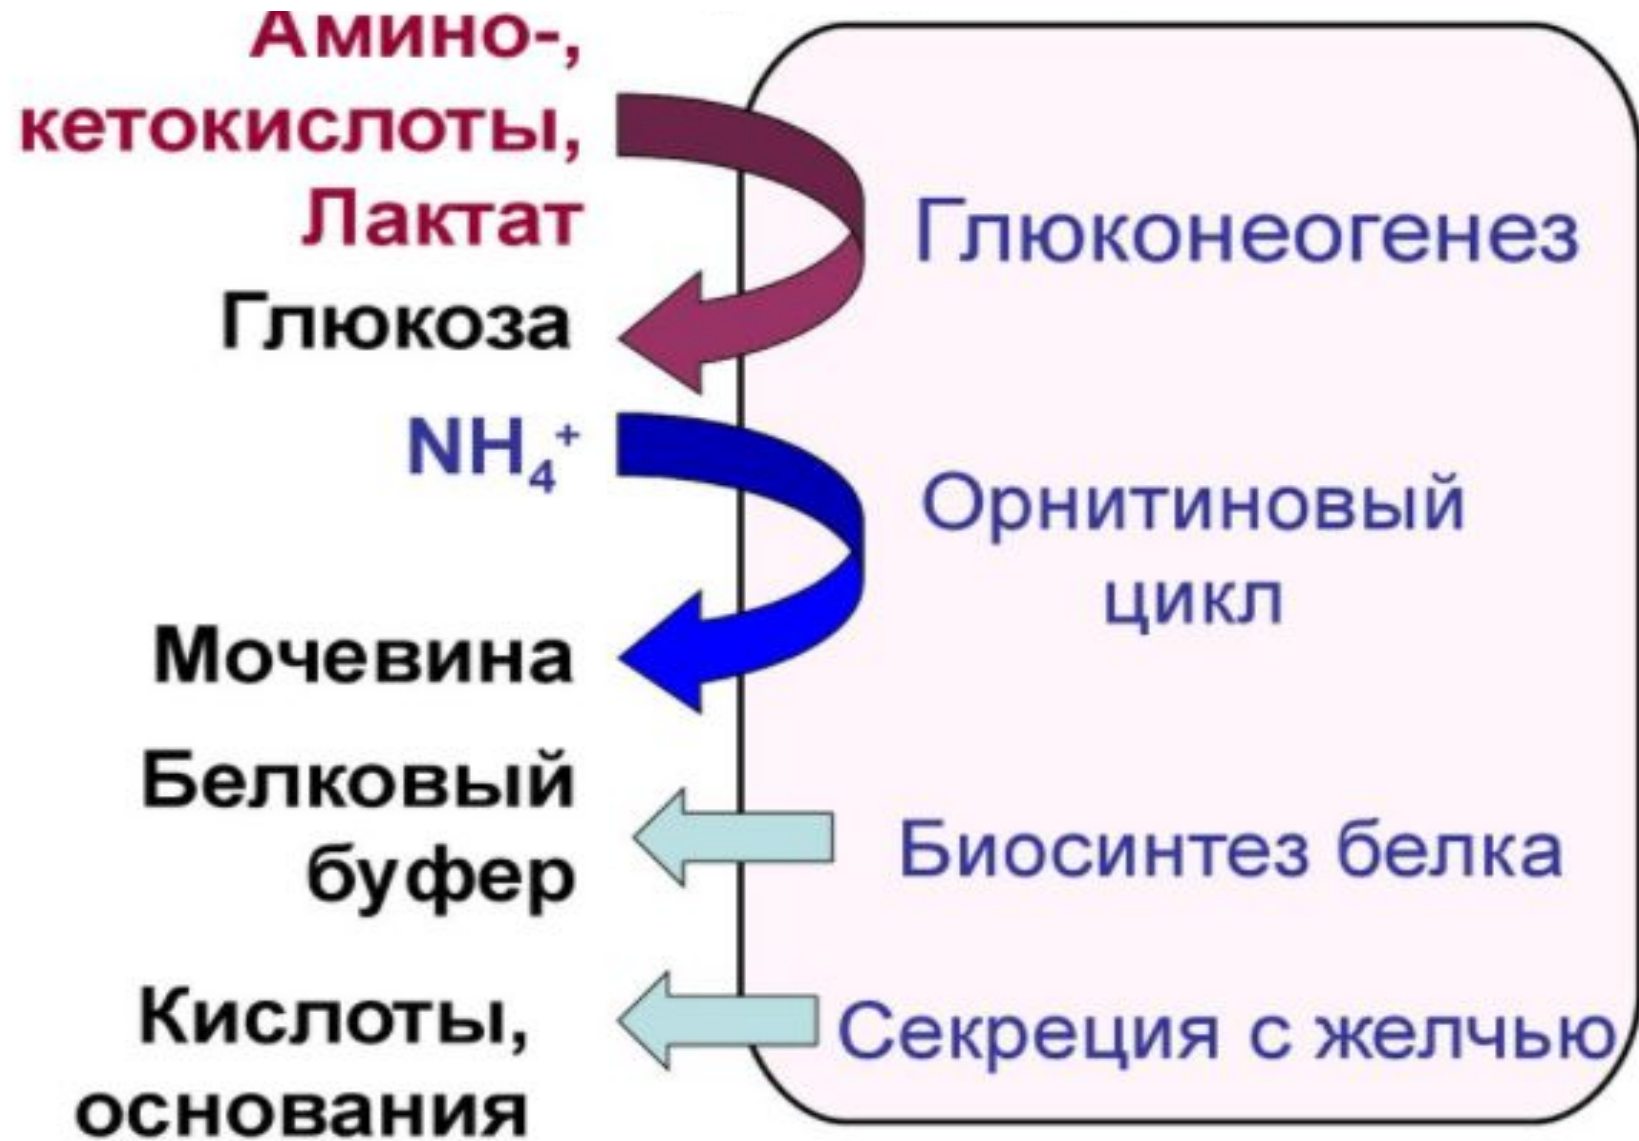 Амино-,
кетокислоты,
Лактат
Глюкоза
Глюконеогенез
NH₄⁺
Мочевина
Орнитиновый
цикл
Белковый
буфер
Биосинтез белка
Кислоты,
основания
Секреция с желчью